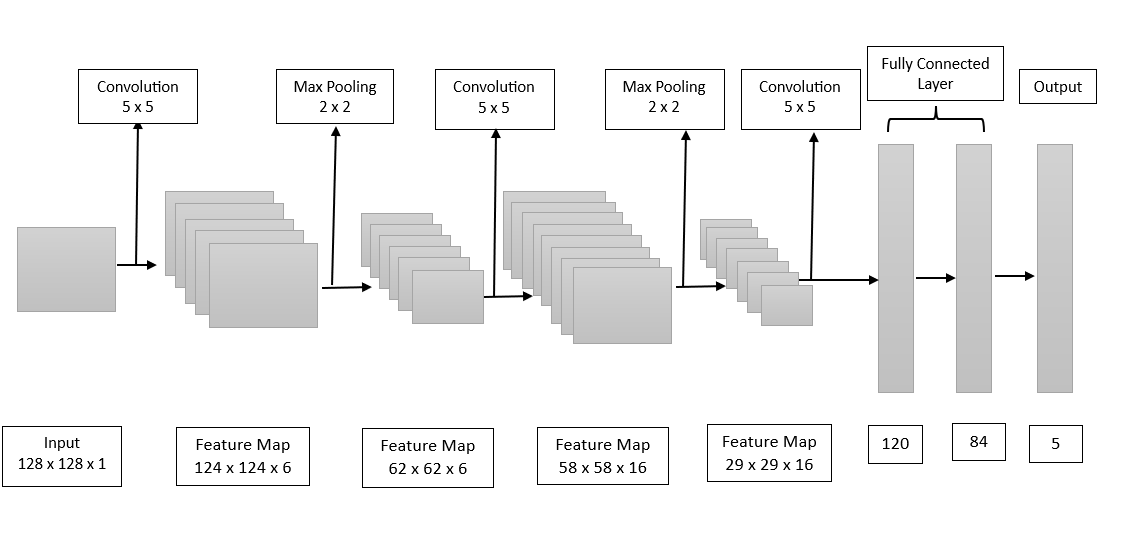 Convolution
5 x 5
Max Pooling
2 x 2
Convolution
5 x 5
Max Pooling
2 x 2
Convolution
5 x 5
Fully Connected
Layer
Output
Input
128 x 128 x 1
Feature Map
124 x 124 x 6
Feature Map
62 x 62 x 6
Feature Map
58 x 58 x 16
Feature Map
29 x 29 x 16
120
84
5